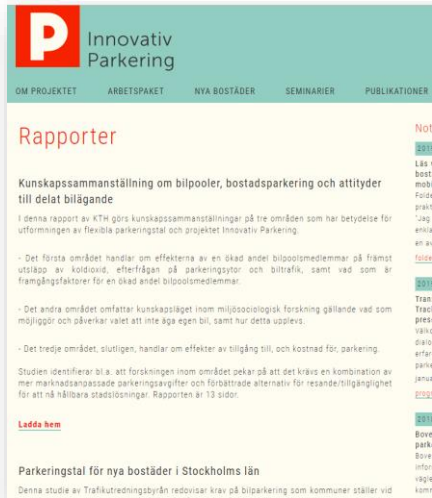 P Innovativ
Parkering
OM PROJEKTET ARBETSPAKET NYA BOSTÄDER SEMINARIER PUBLIKATIONER
Rapporter
Kunskapssammanställning om bilpooler, bostadsparkering och attityder
till delat bilägande
I denna rapport av KTH görs kunskapssammanställningar på tre områden som har betydelse för
utformningen av flexibla parkeringstal och projektet Innovativ Parkering.
- Det första området handlar om effekterna av en ökad andel bilpoolsmedlemmar på främst
utsläpp av koldioxid, efterfrågan på parkeringsytor och biltrafik, samt vad som är
framgångsfaktorer för en ökad andel bilpoolsmedlemmar.
- Det andra området omfattar kunskapsläget inom miljösociologisk forskning gällande vad som
möjliggör och påverkar valet att inte äga egen bil, samt hur detta upplevs.
- Det tredje området, slutligen, handlar om effekter av tillgång till, och kostnad för, parkering.
Studien identifierar bl.a. att forskningen inom området pekar på att det krävs en kombination av
mer marknadsanpassade parkeringsavgifter och förbättrade alternativ för resande/tillgänglighet
för att nå hållbara stadslösningar. Rapporten är 13 sidor.
Ladda hem
Parkeringstal för nya bostäder i Stockholms län
Denna studie av Trafikutredningsbyrån redovisar krav på bilparkering som kommuner ställer vid
Not
201
Läs
bost
mobi
Folde
prakt
"Jag
enkla
en av
folde
201
Tran
Trac
pres
Välko
dialo
erfar
parke
janua
prog
201
Bove
park
Bove
infor
vägle
komm